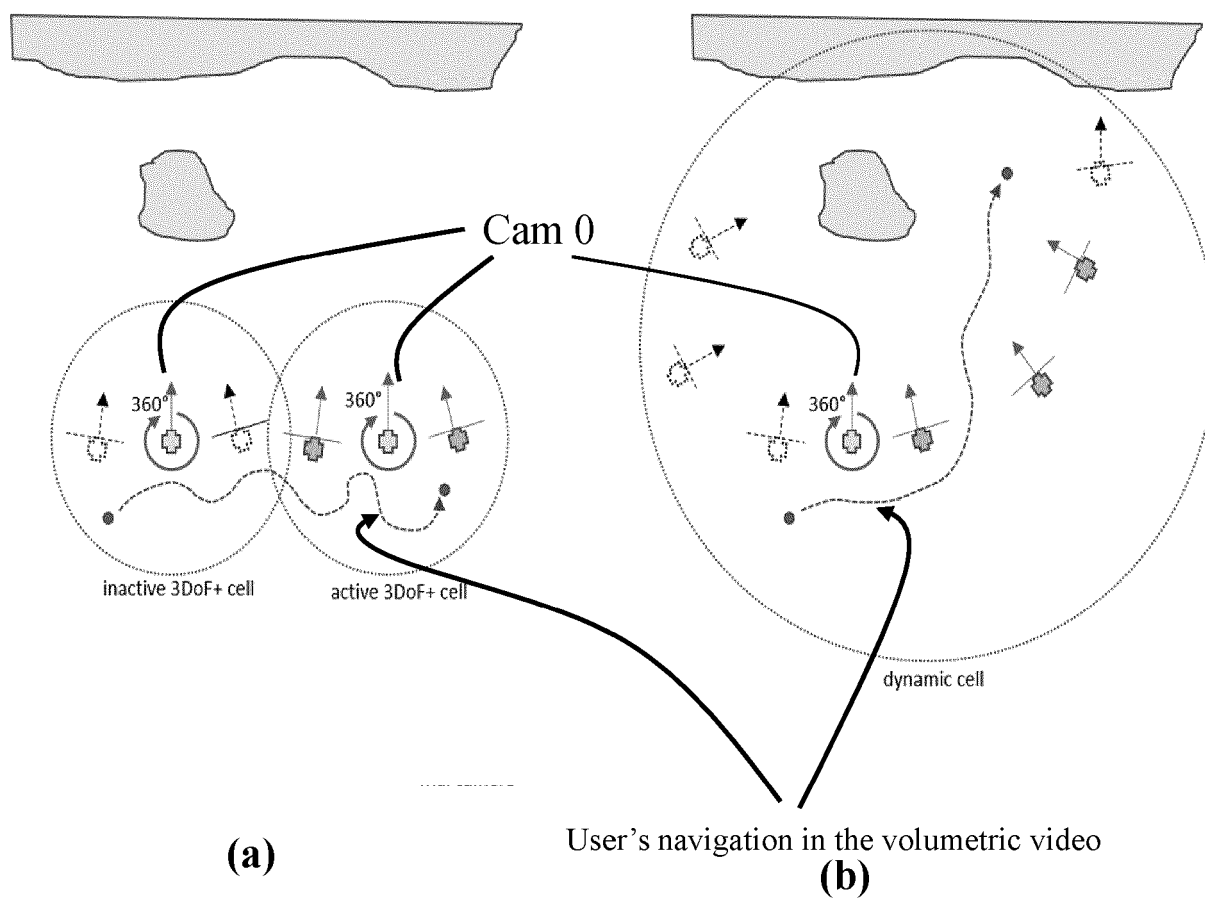 Cam 0
360°
360°
360°
inactive 3DoF+ cell
active 3DoF+ cell
dynamic cell
User's navigation in the volumetric video
(a)
(b)